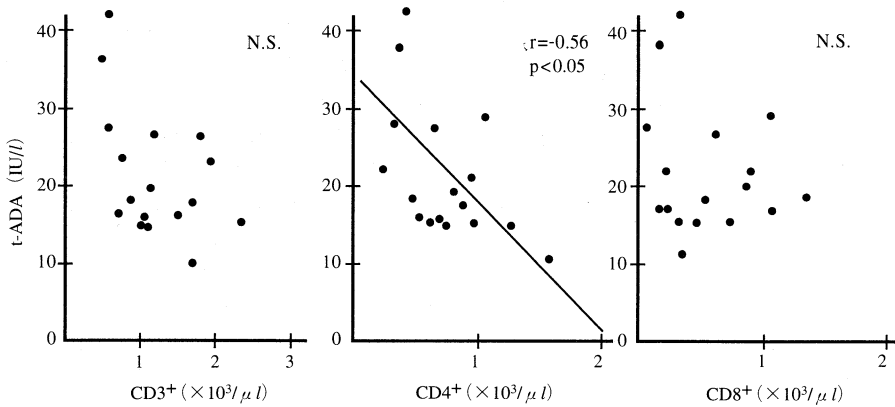 t-ADA (IU/l)
40
30
20
10
0
1
2
3
N.S.
CD3⁺ (×10³/μl)
40
30
20
10
0
1
2
r=-0.56
p<0.05
CD4⁺ (×10³/μl)
40
30
20
10
0
1
2
N.S.
CD8⁺ (×10³/μl)